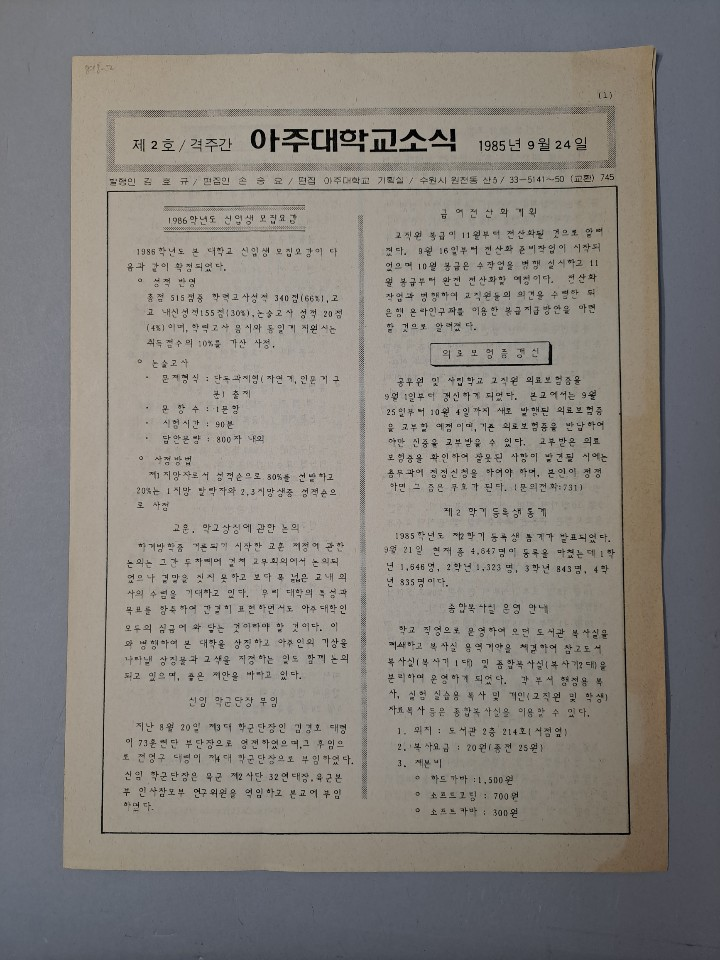 (1)
제 2 호 / 격주간 아주대학교소식 1985년 9월 24일
발행인 김 효 규 / 편집인 손 승 요 / 편집 아주대학교 기획실 / 수원시 원천동 산 5 / 33-5141~50 (교환) 745
1986학년도 신입생 모집요강
1986학년도 본 대학교 신입생 모집요강이 다
음과 같이 확정되었다.
ㅇ 성적 반영
총점 515점중 학력고사성적 340점(66%),고
교 내신성적155점(30%),논술고사 성적 20점
(4%)이며,학력고사 응시와 동일계 지원서는
취득점수의 10%를 가산 사정.
ㅇ 논술고사
· 문제형식 : 단독과제형(자연계,인문계 구
분) 출제
· 문 항 수 : 1문항
· 시험시간 : 90분
· 답안분량 : 800자 내외
ㅇ 사정방법
제1지망자로서 성적순으로 80%를 선발하고
20%는 1지망 탈락자와 2,3지망생중 성적순으
로 사정
교훈, 학교상징에 관한 논의
하계방학중 거론되기 시작한 교훈 제정에 관한
논의는 그간 두차례에 걸쳐 교무회의에서 논의되
었으나 결말을 짓지 못하고 보다 폭 넓은 교내 의
사의 수렴을 기대하고 있다. 우리 대학의 특성과
목표를 함축하여 간결히 표현하면서도 아주대학인
모두의 심금에 와 닿는 것이라야 할 것이다. 이
와 병행하여 본 대학을 상징하고 아주인의 기상을
나타낼 상징물과 교색을 지정하는 일도 함께 논의
되고 있으며, 좋은 제안을 바라고 있다.
신임 학군단장 부임
지난 8월 20일 제3대 학군단장인 김경호 대령
이 73훈련단 부단장으로 영전하였으며,그 후임으
로 전영구 대령이 제4대 학군단장으로 부임하였다.
신임 학군단장은 육군 제2사단 32연대장,육군본
부 인사참모부 연구위원을 역임하고 본교에 부임
하였다.
급여전산화계획
교직원 봉급이 11월부터 전산화될 것으로 알려
졌다. 9월 16일부터 전산화 준비작업이 시작되
었으며 10월 봉급은 수작업을 병행 실시하고 11
월 봉급부터 완전 전산화할 예정이다. 전산화
작업과 병행하여 교직원들의 의견을 수렴한 뒤
은행 온라인구좌를 이용한 봉급지급방안을 마련
할 것으로 알려졌다.
의료보험증갱신
공무원 및 사립학교 교직원 의료보험증을
9월 1일부터 갱신하게 되었다. 본교에서는 9월
25일부터 10월 4일까지 새로 발행된 의료보험증
을 교부할 예정이며,기존 의료보험증을 반납하여
야만 신증을 교부받을 수 있다. 교부받은 의료
보험증을 확인하여 잘못된 사항이 발견될 시에는
총무과에 정정신청을 하여야 하며, 본인이 정정
하면 그 증은 무효가 된다. (문의전화:731)
제2 학기 등록생 통계
1985학년도 제2학기 등록생 통계가 발표되었다.
9월 21일 현재 총 4,647명이 등록을 마쳤는데 1학
년 1,646명, 2학년 1,323명, 3학년 843명, 4학
년 835명이다.
종합복사실 운영 안내
학교 직영으로 운영하여 오던 도서관 복사실을
폐쇄하고 복사실 용역계약을 체결하여 참고도서
복사실(복사기 1대) 및 종합복사실(복사기2대)을
분리하며 운영하게 되었다. 각 부서 행정용 복
사, 실험 실습용 복사 및 개인(교직원 및 학생)
자료복사 등은 종합복사실을 이용할 수 있다.
1. 위치 : 도서관 2층 214호(서점옆)
2. 복사요금 : 20원(종전 25원)
3. 제본비
ㅇ 하드카바 :1,500원
ㅇ 소프트코팅 : 700원
ㅇ 소프트카바 : 300원